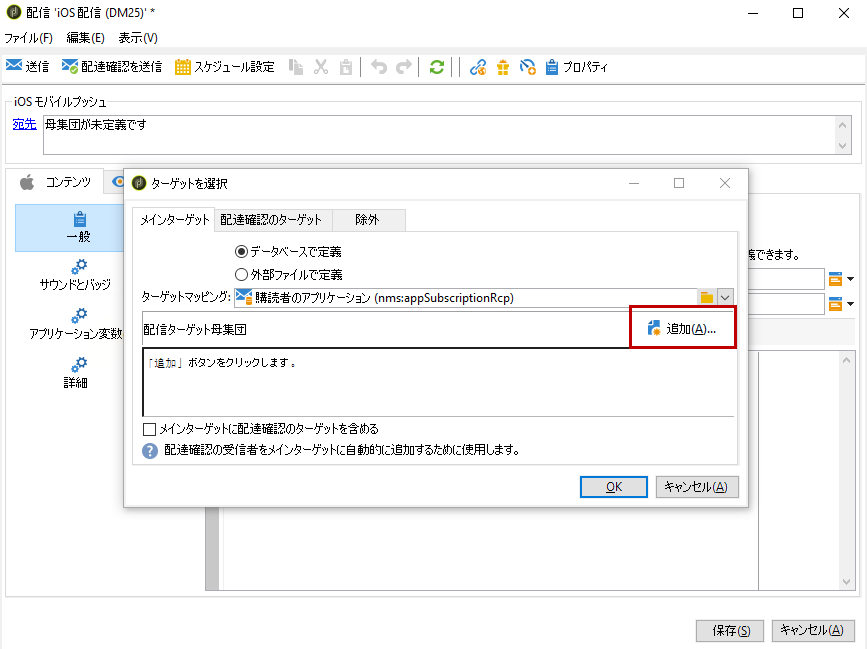 配信 'iOS 配信 (DM25)' *
ファイル(F) 編集(E) 表示(V)
送信 配達確認を送信 スケジュール設定 プロパティ
iOS モバイルプッシュ
宛先 母集団が未定義です
コンテンツ
一般
サウンドとバッジ
アプリケーション変数
詳細
義できます。
ターゲットを選択
メインターゲット 配達確認のターゲット 除外
データベースで定義
外部ファイルで定義
ターゲットマッピング: 購読者のアプリケーション (nms:appSubscriptionRcp)
配信ターゲット母集団 追加(A)...
「追加」ボタンをクリックします。
メインターゲットに配達確認のターゲットを含める
? 配達確認の受信者をメインターゲットに自動的に追加するために使用します。
OK キャンセル(A)
保存(S) キャンセル(A)